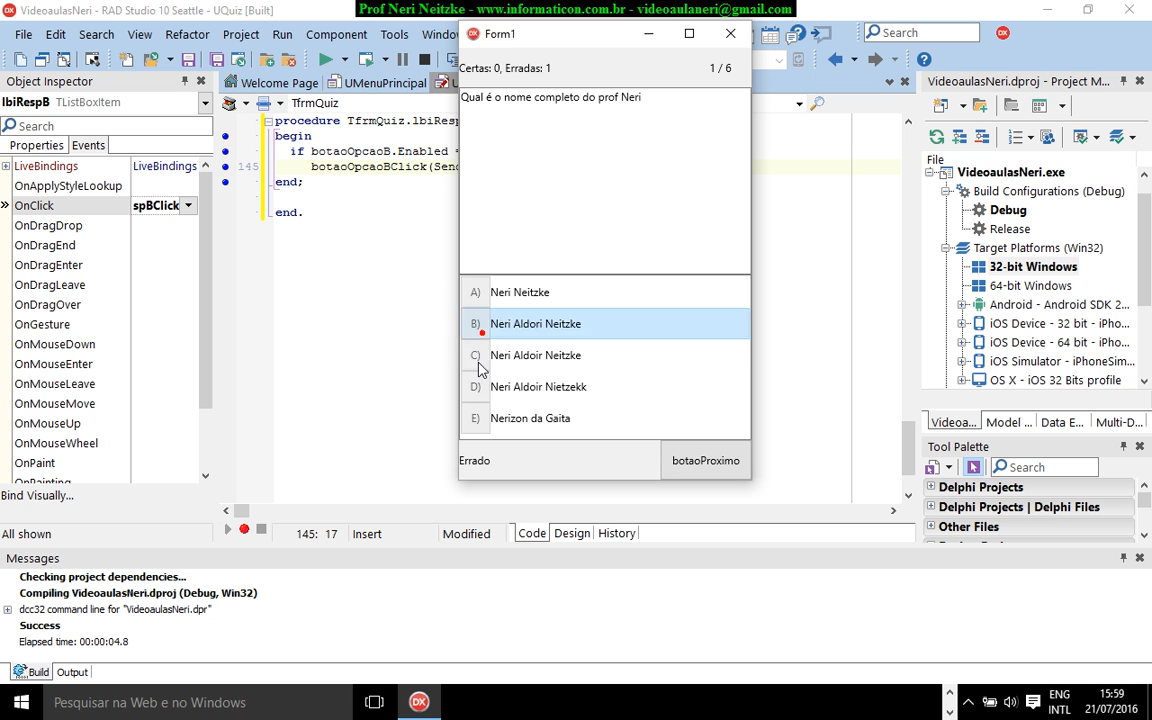 Prof Neri Neitzke - www.informaticon.com.br - videoaulaneri@gmail.com
VideoaulasNeri - RAD Studio 10 Seattle - UQuiz [Built]
File Edit Search View Refactor Project Run Component Tools Window
Search
Object Inspector
Welcome Page UMenuPrincipal
VideoaulasNeri.dproj - Project M...
lbiRespB TListBoxItem
TfrmQuiz
Search
Properties Events
LiveBindings LiveBindings
OnApplyStyleLookup
OnClick spBClick
OnDragDrop
OnDragEnd
OnDragEnter
OnDragLeave
OnDragOver
OnGesture
OnMouseDown
OnMouseEnter
OnMouseLeave
OnMouseMove
OnMouseUp
OnMouseWheel
OnPaint
OnPainting
Bind Visually...
All shown
procedure TfrmQuiz.lbiResp
begin
if botaoOpcaoB.Enabled =
145 botaoOpcaoBClick(Send
end;
end.
145: 17 Insert Modified Code Design History
Form1
Certas: 0, Erradas: 1 1 / 6
Qual é o nome completo do prof Neri
A) Neri Neitzke
B) Neri Aldori Neitzke
C) Neri Aldoir Neitzke
D) Neri Aldoir Nietzekk
E) Nerizon da Gaita
Errado botaoProximo
File
VideoaulasNeri.exe
Build Configurations (Debug)
Debug
Release
Target Platforms (Win32)
32-bit Windows
64-bit Windows
Android - Android SDK 2...
iOS Device - 32 bit - iPho...
iOS Device - 64 bit - iPho...
iOS Simulator - iPhoneSim...
OS X - iOS 32 Bits profile
Videoa... Model ... Data E... Multi-D...
Tool Palette
Search
Delphi Projects
Delphi Projects | Delphi Files
Other Files
Messages
Checking project dependencies...
Compiling VideoaulasNeri.dproj (Debug, Win32)
dcc32 command line for "VideoaulasNeri.dpr"
Success
Elapsed time: 00:00:04.8
Build Output
Pesquisar na Web e no Windows
ENG
INTL
15:59
21/07/2016